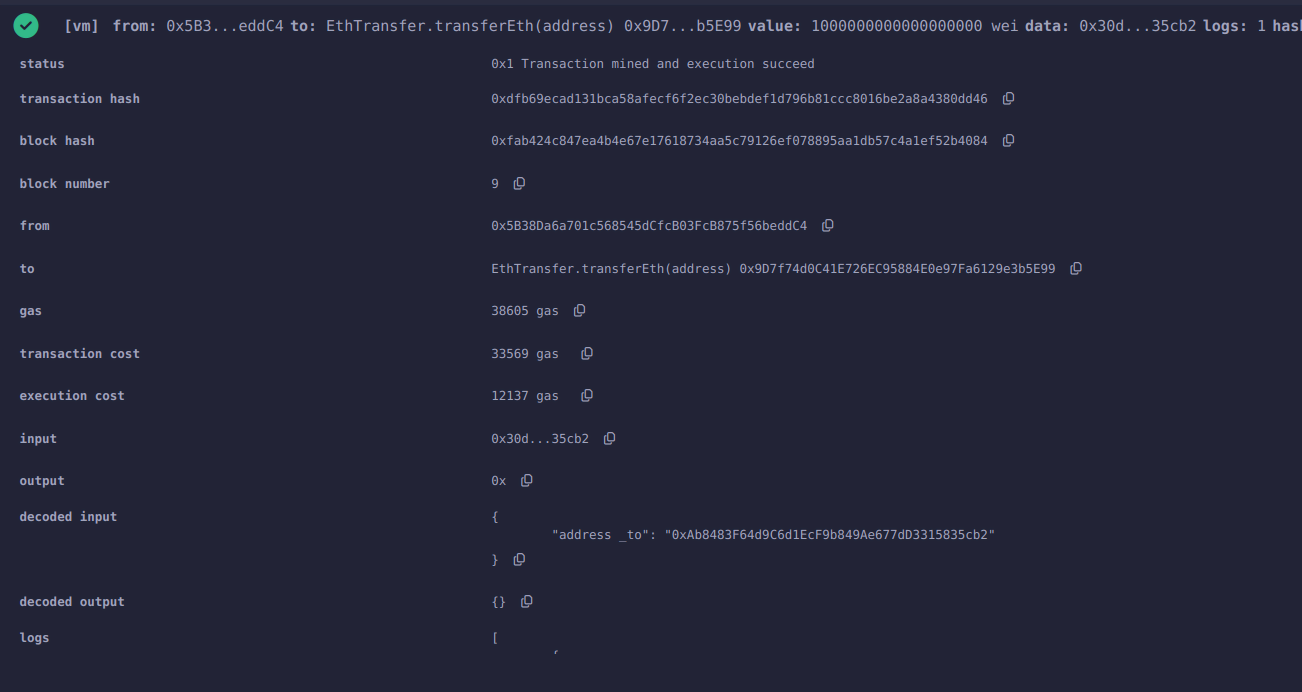 [vm] from: 0x5B3...eddC4 to: EthTransfer.transferEth(address) 0x9D7...b5E99 value: 1000000000000000000 wei data: 0x30d...35cb2 logs: 1 hash
status 0x1 Transaction mined and execution succeed
transaction hash 0xdfb69ecad131bca58afecf6f2ec30bebdef1d796b81ccc8016be2a8a4380dd46
block hash 0xfab424c847ea4b4e67e17618734aa5c79126ef078895aa1db57c4a1ef52b4084
block number 9
from 0x5B38Da6a701c568545dCfcB03FcB875f56beddC4
to EthTransfer.transferEth(address) 0x9D7f74d0C41E726EC95884E0e97Fa6129e3b5E99
gas 38605 gas
transaction cost 33569 gas
execution cost 12137 gas
input 0x30d...35cb2
output 0x
decoded input {
"address _to": "0xAb8483F64d9C6d1EcF9b849Ae677dD3315835cb2"
}
decoded output {}
logs [